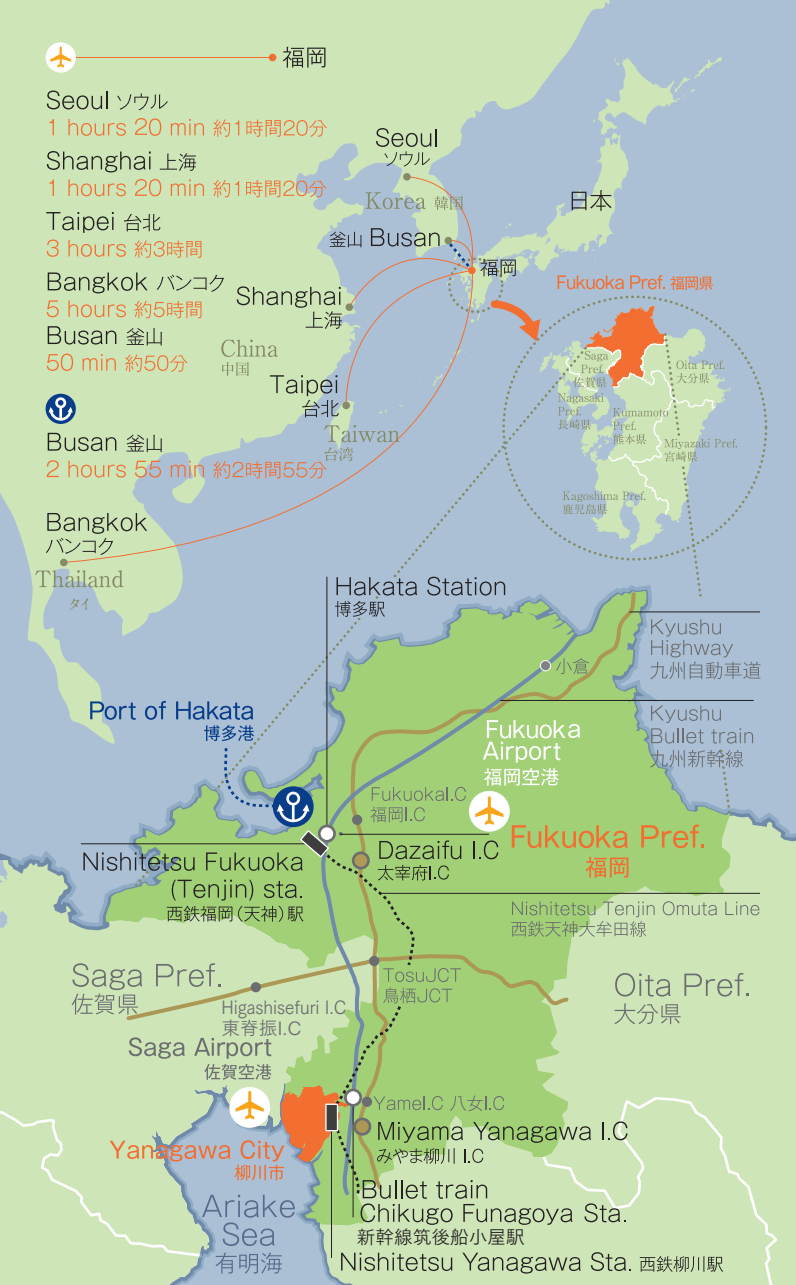 福岡
Seoul ソウル
1 hours 20 min 約1時間20分
Shanghai 上海
1 hours 20 min 約1時間20分
Taipei 台北
3 hours 約3時間
Bangkok バンコク
5 hours 約5時間
Busan 釜山
50 min 約50分
Busan 釜山
2 hours 55 min 約2時間55分
Seoul
ソウル
Korea 韓国
釜山 Busan
日本
福岡
Shanghai
上海
China
中国
Taipei
台北
Taiwan
台湾
Bangkok
バンコク
Thailand
タイ
Fukuoka Pref. 福岡県
Saga
Pref.
佐賀県
Oita Pref.
大分県
Nagasaki
Pref.
長崎県
Kumamoto
Pref.
熊本県
Miyazaki Pref.
宮崎県
Kagoshima Pref.
鹿児島県
Hakata Station
博多駅
Kyushu
Highway
九州自動車道
小倉
Port of Hakata
博多港
Kyushu
Bullet train
九州新幹線
Fukuoka
Airport
福岡空港
FukuokaI.C
福岡I.C
Fukuoka Pref.
福岡
Dazaifu I.C
太宰府I.C
Nishitetsu Fukuoka
(Tenjin) sta.
西鉄福岡(天神)駅
Nishitetsu Tenjin Omuta Line
西鉄天神大牟田線
Saga Pref.
佐賀県
TosuJCT
鳥栖JCT
Oita Pref.
大分県
Higashisefuri I.C
東脊振I.C
Saga Airport
佐賀空港
YameI.C 八女I.C
Miyama Yanagawa I.C
みやま柳川 I.C
Yanagawa City
柳川市
Bullet train
Chikugo Funagoya Sta.
新幹線筑後船小屋駅
Ariake
Sea
有明海
Nishitetsu Yanagawa Sta. 西鉄柳川駅